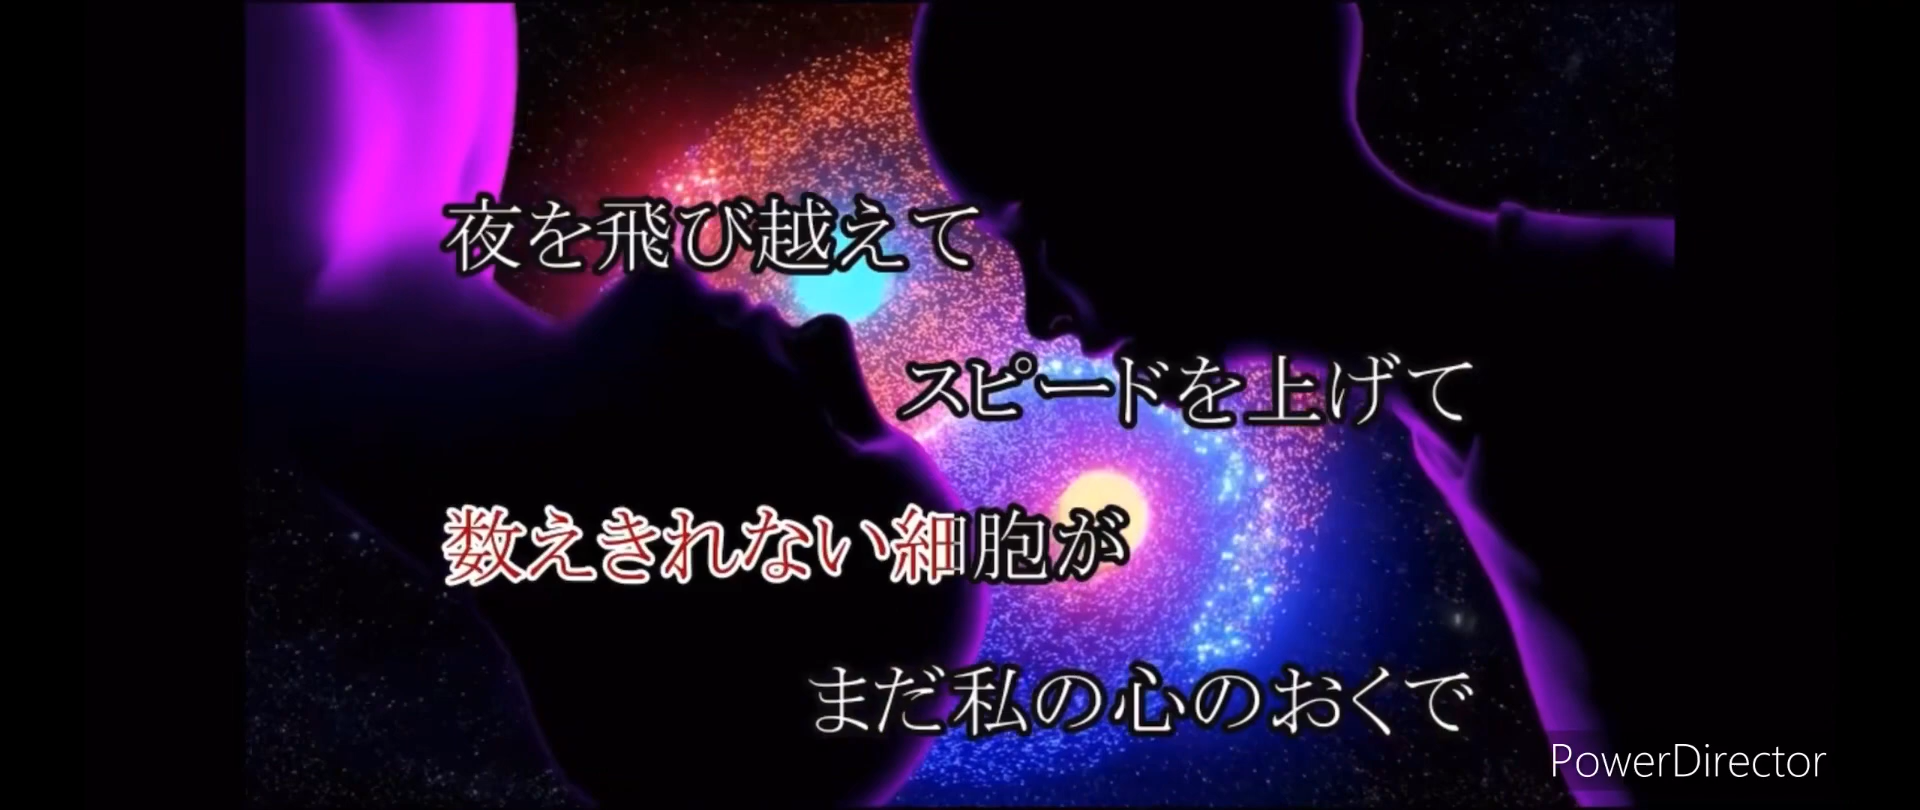 夜を飛び越えて
スピードを上げて
数えきれない細胞が
まだ私の心のおくで
PowerDirector